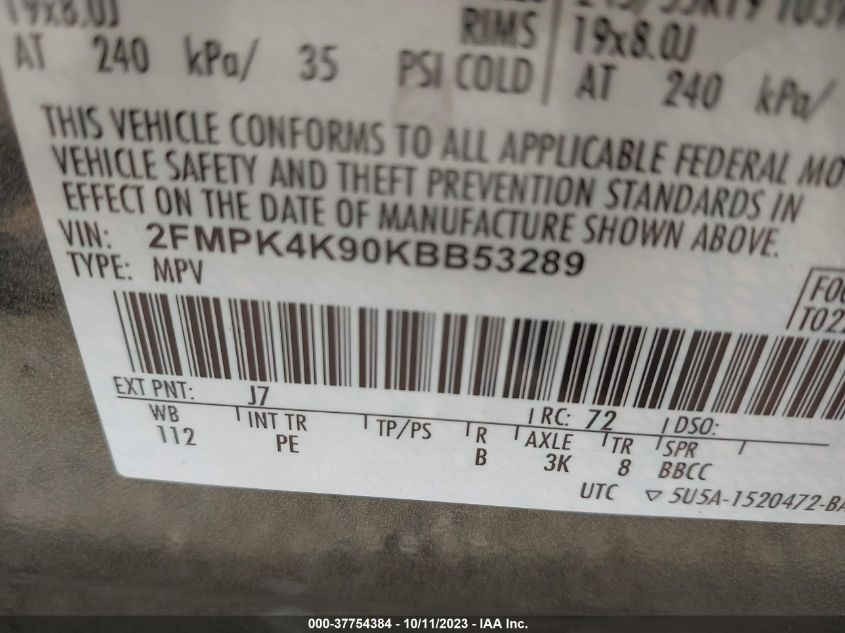 19x8.0J
AT 240 kPa/ 35 PSI COLD
RIMS 19x8.0J
AT 240 kPa/
THIS VEHICLE CONFORMS TO ALL APPLICABLE FEDERAL MO
VEHICLE SAFETY AND THEFT PREVENTION STANDARDS IN
EFFECT ON THE DATE OF MANUFACTURE SHOWN ABOVE.
VIN: 2FMPK4K90KBB53289
TYPE: MPV
EXT PNT: J7 RC: 72 DSO:
WB INT TR TP/PS R AXLE TR SPR
112 PE B 3K 8 BBCC
UTC ▽ 5U5A-1520472-BA
000-37754384 - 10/11/2023 - IAA Inc.